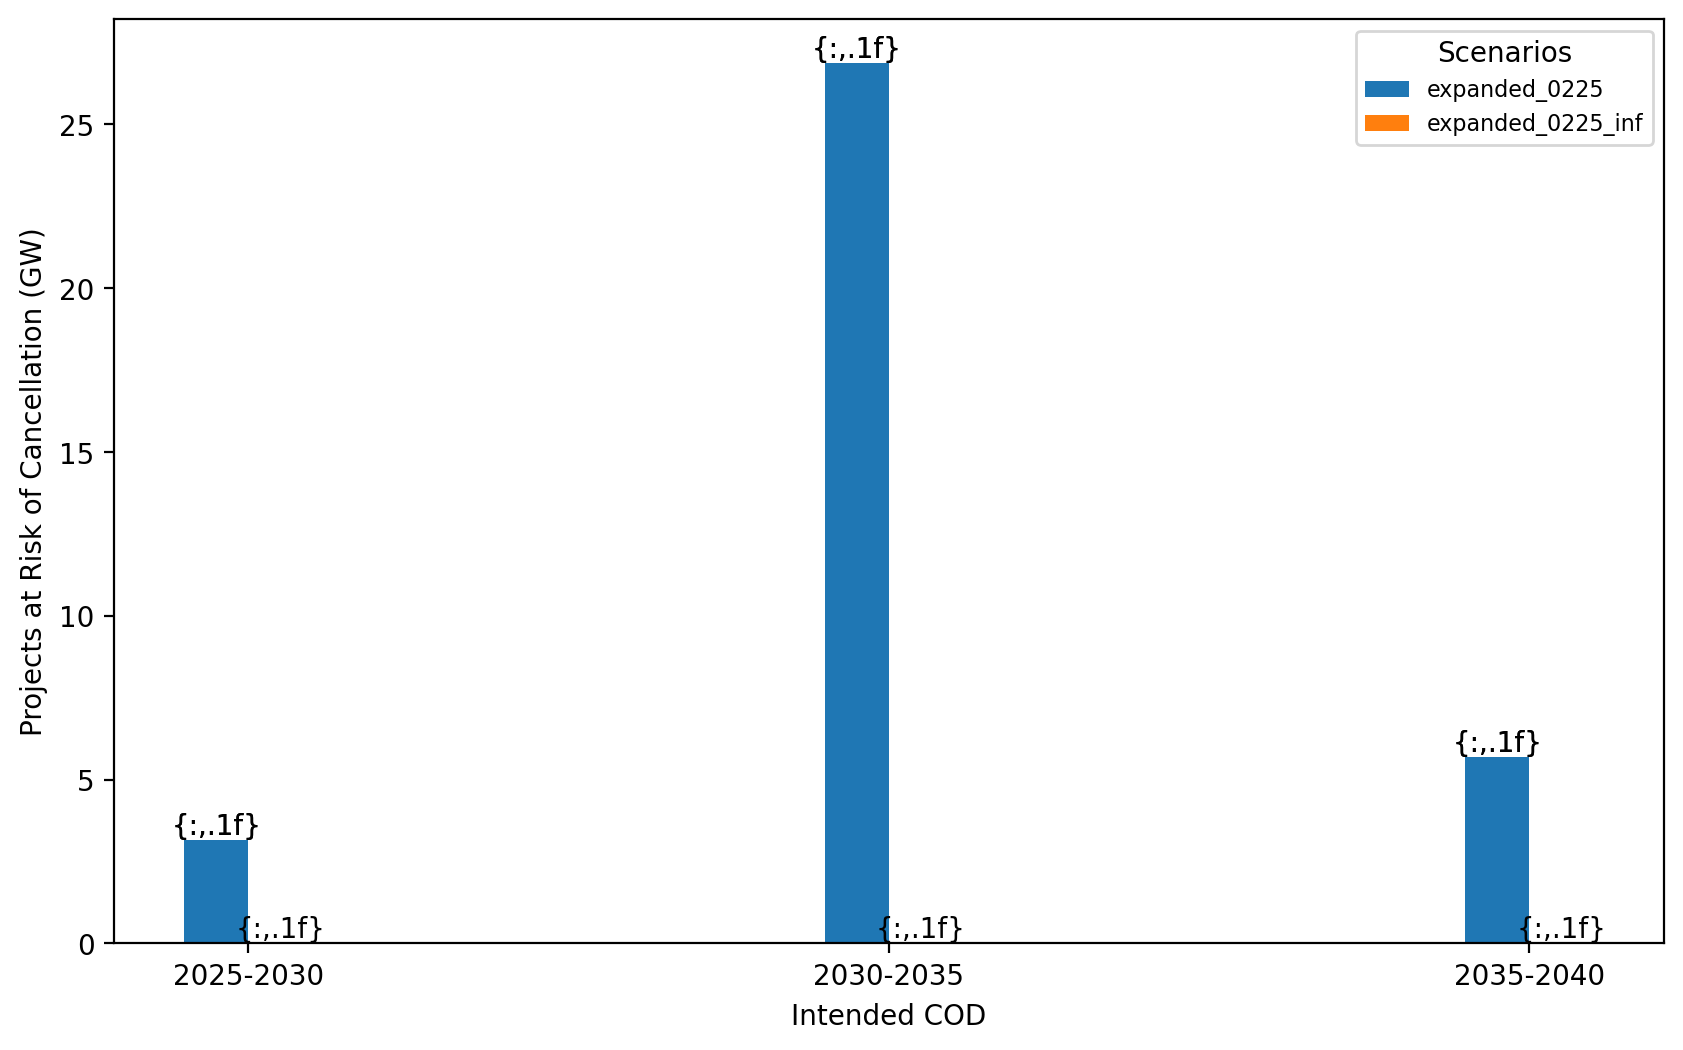 {:,.1f}
Scenarios
expanded_0225
expanded_0225_inf
25
20
15
10
5
0
Projects at Risk of Cancellation (GW)
{:,.1f}
{:,.1f}
{:,.1f}
{:,.1f}
{:,.1f}
2025-2030
2030-2035
2035-2040
Intended COD